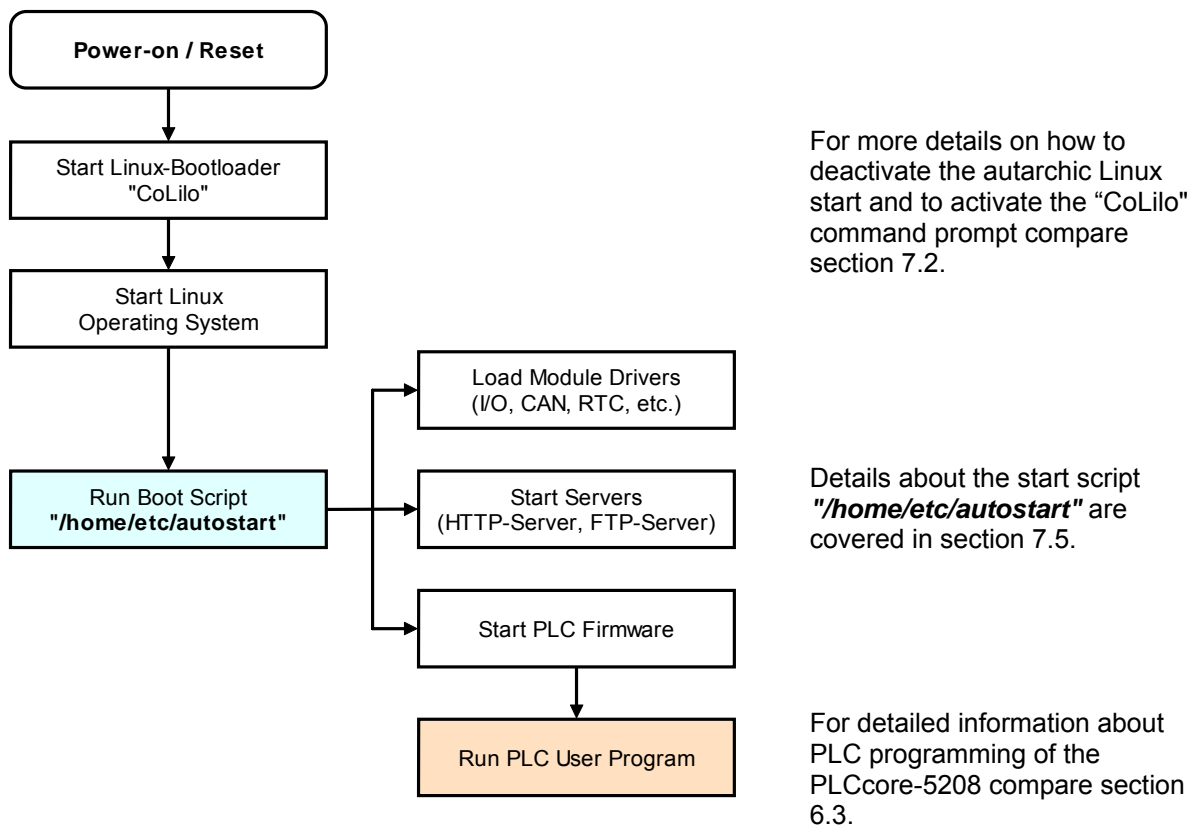 Power-on / Reset
Start Linux-Bootloader
"CoLilo"
For more details on how to
deactivate the autarchic Linux
start and to activate the “CoLilo"
command prompt compare
section 7.2.
Start Linux
Operating System
Load Module Drivers
(I/O, CAN, RTC, etc.)
Run Boot Script
"/home/etc/autostart"
Start Servers
(HTTP-Server, FTP-Server)
Details about the start script
"/home/etc/autostart" are
covered in section 7.5.
Start PLC Firmware
Run PLC User Program
For detailed information about
PLC programming of the
PLCcore-5208 compare section
6.3.